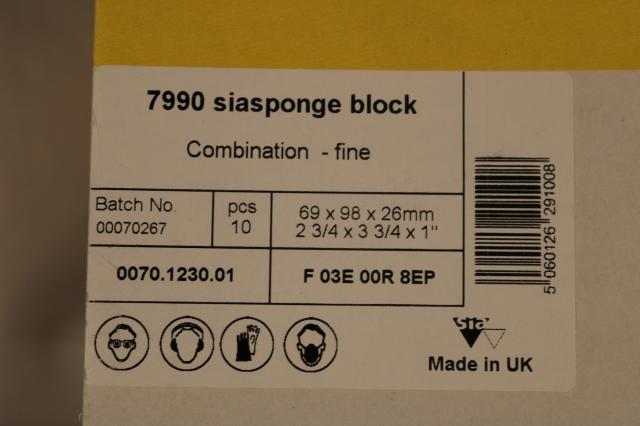 7990 siasponge block
Combination - fine
Batch No.
00070267
pcs
10
69 x 98 x 26mm
2 3/4 x 3 3/4 x 1"
0070.1230.01
F 03E 00R 8EP
5 060126 291008
sia
Made in UK